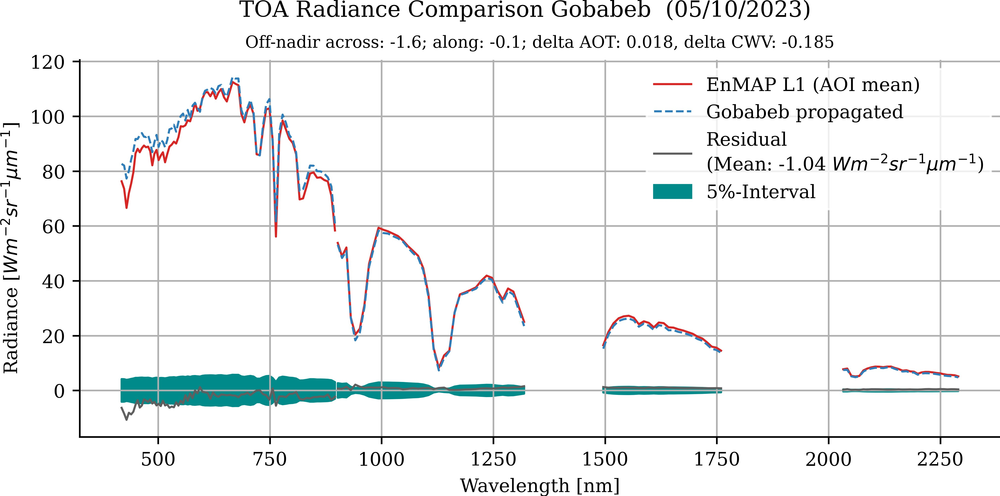 TOA Radiance Comparison Gobabeb (05/10/2023)
Off-nadir across: -1.6; along: -0.1; delta AOT: 0.018, delta CWV: -0.185
Radiance [Wm⁻²sr⁻¹μm⁻¹]
120
100
80
60
40
20
0
EnMAP L1 (AOI mean)
Gobabeb propagated
Residual
(Mean: -1.04 Wm⁻²sr⁻¹μm⁻¹)
5%-Interval
500 750 1000 1250 1500 1750 2000 2250
Wavelength [nm]